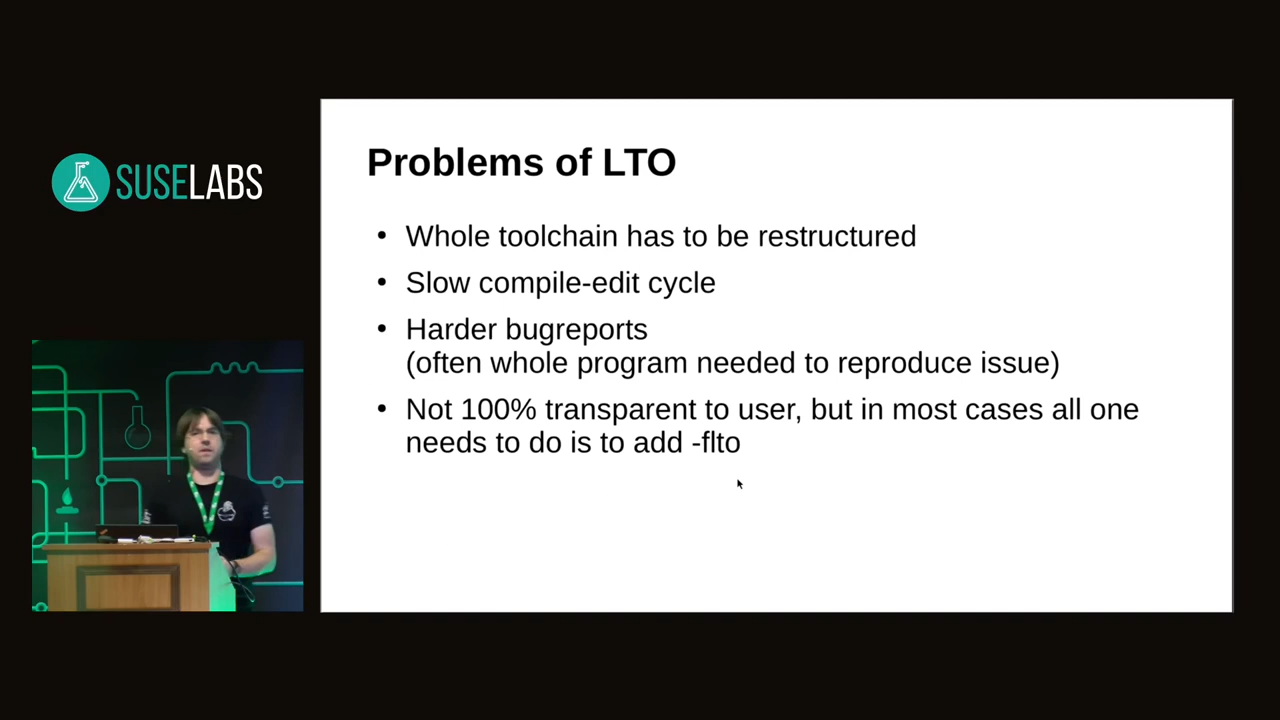 SUSELABS
Problems of LTO
• Whole toolchain has to be restructured
• Slow compile-edit cycle
• Harder bugreports
(often whole program needed to reproduce issue)
• Not 100% transparent to user, but in most cases all one
needs to do is to add -flto